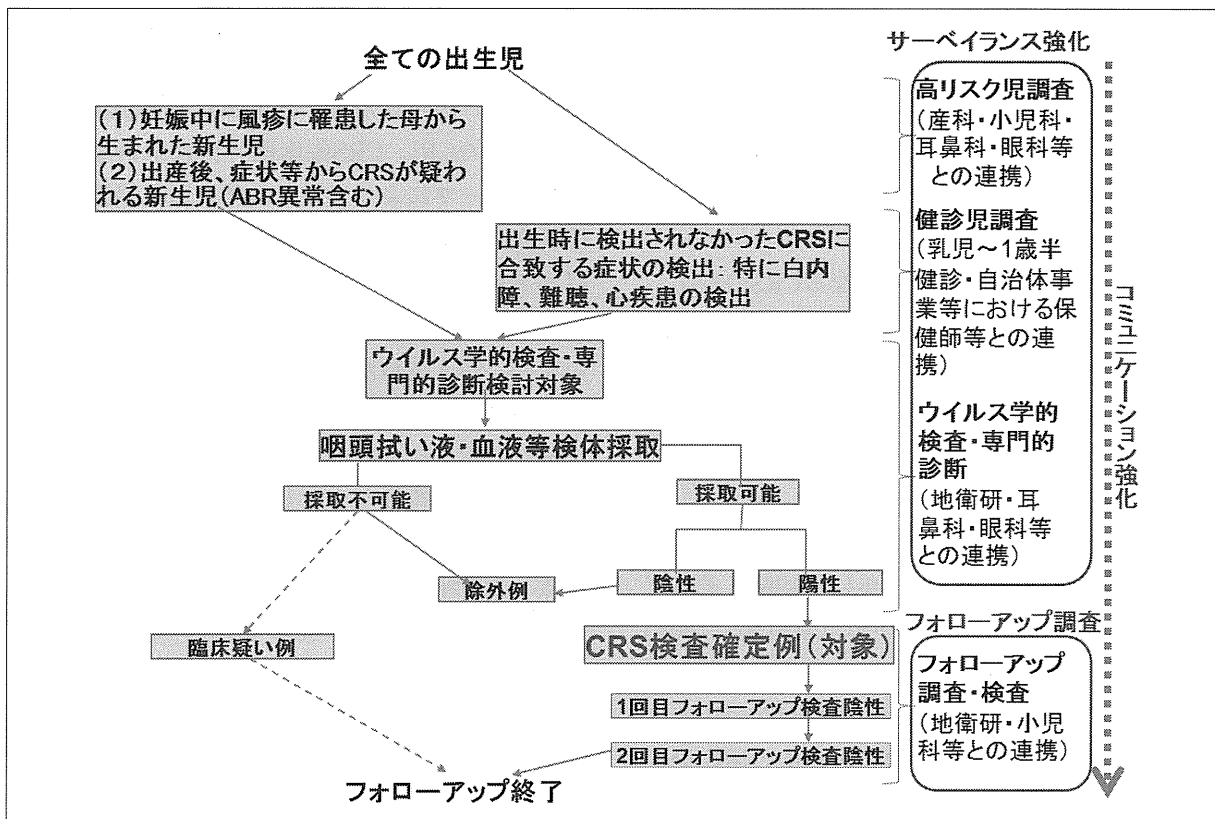 全ての出生児
(1)妊娠中に風疹に罹患した母から
生まれた新生児
(2)出産後、症状等からCRSが疑わ
れる新生児(ABR異常含む)
出生時に検出されなかったCRSに
合致する症状の検出：特に白内
障、難聴、心疾患の検出
ウイルス学的検査・専
門的診断検討対象
咽頭拭い液・血液等検体採取
採取不可能
採取可能
除外例
陰性
陽性
臨床疑い例
CRS検査確定例(対象)
1回目フォローアップ検査陰性
2回目フォローアップ検査陰性
フォローアップ終了
サーベイランス強化
高リスク児調査
(産科・小児科・
耳鼻科・眼科等
との連携)
健診児調査
(乳児～1歳半
健診・自治体事
業等における保
健師等との連
携)
ウイルス学的
検査・専門的
診断
(地衛研・耳
鼻科・眼科等
との連携)
フォローアップ調査
フォローアップ
調査・検査
(地衛研・小児
科等との連携)
コミュニケーション強化